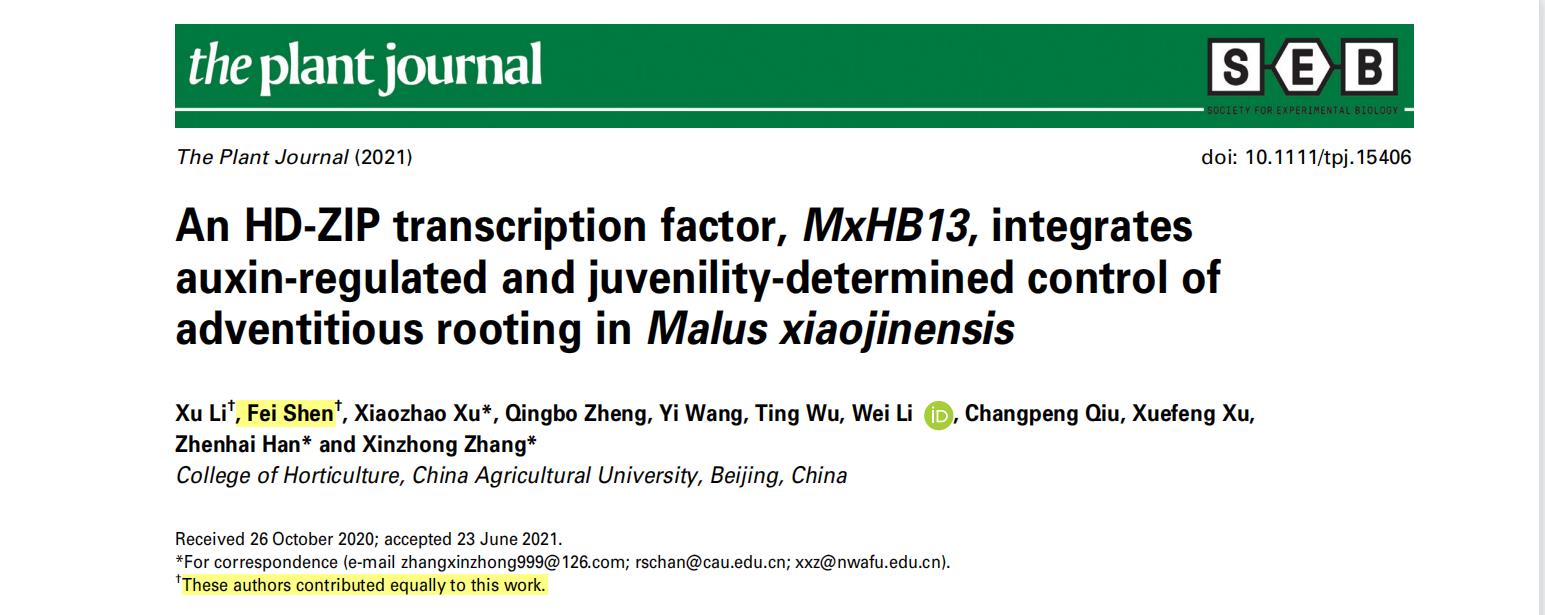 the plant journal
S E B
SOCIETY FOR EXPERIMENTAL BIOLOGY
The Plant Journal (2021)
doi: 10.1111/tpj.15406
An HD-ZIP transcription factor, MxHB13, integrates
auxin-regulated and juvenility-determined control of
adventitious rooting in Malus xiaojinensis
Xu Li†, Fei Shen†, Xiaozhao Xu*, Qingbo Zheng, Yi Wang, Ting Wu, Wei Li iD, Changpeng Qiu, Xuefeng Xu,
Zhenhai Han* and Xinzhong Zhang*
College of Horticulture, China Agricultural University, Beijing, China
Received 26 October 2020; accepted 23 June 2021.
*For correspondence (e-mail zhangxinzhong999@126.com; rschan@cau.edu.cn; xxz@nwafu.edu.cn).
†These authors contributed equally to this work.